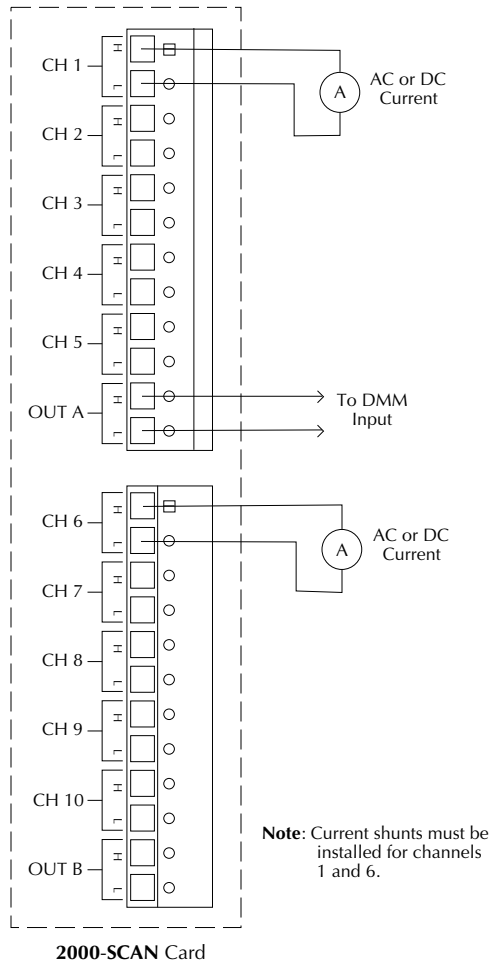 CH 1
H
L
A
AC or DC
Current
CH 2
H
L
CH 3
H
L
CH 4
H
L
CH 5
H
L
OUT A
H
L
To DMM
Input
CH 6
H
L
A
AC or DC
Current
CH 7
H
L
CH 8
H
L
CH 9
H
L
CH 10
H
L
OUT B
H
L
Note: Current shunts must be
installed for channels
1 and 6.
2000-SCAN Card